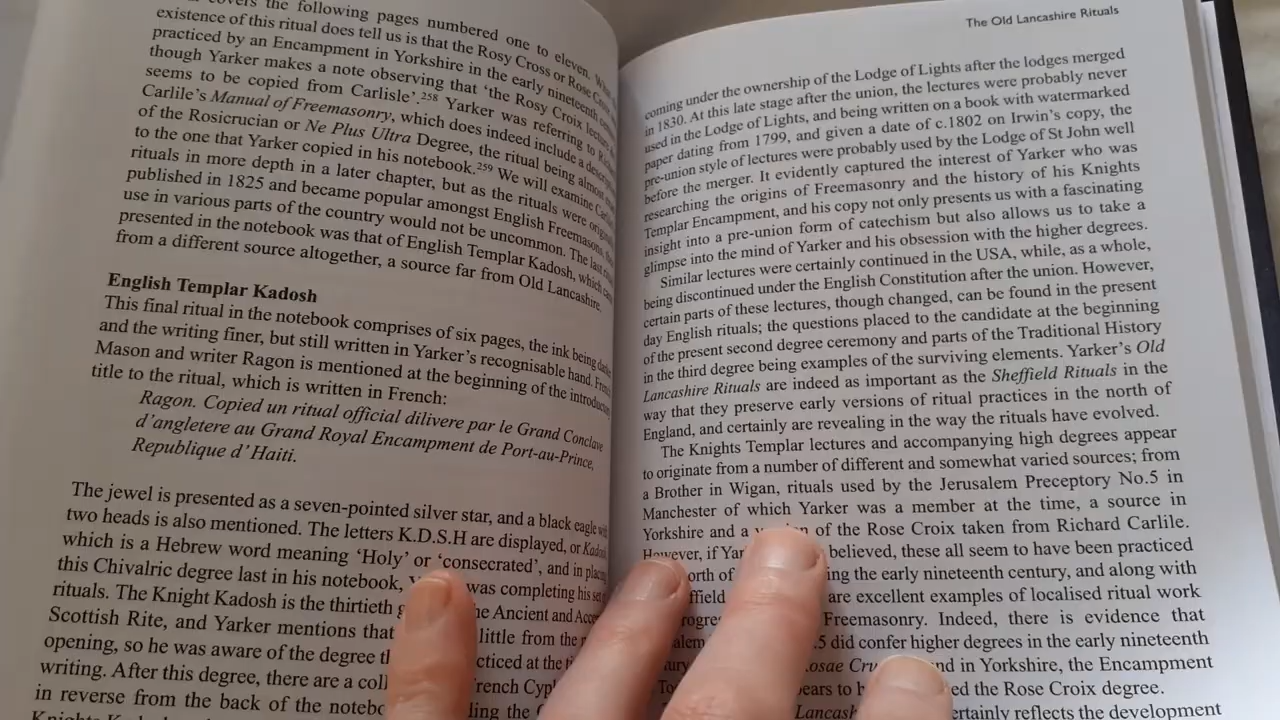 covers the following pages numbered one to eleven.
existence of this ritual does tell us is that the Rosy Cross or Rose
practiced by an Encampment in Yorkshire in the early nineteenth
though Yarker makes a note observing that 'the Rosy Croix
seems to be copied from Carlisle'.258 Yarker was referring to
Carlile's Manual of Freemasonry, which does indeed include a
of the Rosicrucian or Ne Plus Ultra Degree, the ritual being almost
to the one that Yarker copied in his notebook.259 We will examine
rituals in more depth in a later chapter, but as the rituals were
published in 1825 and became popular amongst English Freemasons,
use in various parts of the country would not be uncommon. The last
presented in the notebook was that of English Templar Kadosh, which
from a different source altogether, a source far from Old Lancashire.
English Templar Kadosh
This final ritual in the notebook comprises of six pages, the ink being
and the writing finer, but still written in Yarker's recognisable hand.
Mason and writer Ragon is mentioned at the beginning of the introductory
title to the ritual, which is written in French:
Ragon. Copied un ritual official dilivere par le Grand Conclave
d'angletere au Grand Royal Encampment de Port-au-Prince,
Republique d'Haiti.
The jewel is presented as a seven-pointed silver star, and a black eagle
two heads is also mentioned. The letters K.D.S.H are displayed, or
which is a Hebrew word meaning 'Holy' or 'consecrated', and in
this Chivalric degree last in his notebook, was completing his set
rituals. The Knight Kadosh is the thirtieth the Ancient and
Scottish Rite, and Yarker mentions that little from the
opening, so he was aware of the degree at the
writing. After this degree, there are a
in reverse from the back of the the
The Old Lancashire Rituals
coming under the ownership of the Lodge of Lights after the lodges merged
in 1830. At this late stage after the union, the lectures were probably never
used in the Lodge of Lights, and being written on a book with watermarked
paper dating from 1799, and given a date of c.1802 on Irwin's copy, the
pre-union style of lectures were probably used by the Lodge of St John well
before the merger. It evidently captured the interest of Yarker who was
researching the origins of Freemasonry and the history of his Knights
Templar Encampment, and his copy not only presents us with a fascinating
insight into a pre-union form of catechism but also allows us to take a
glimpse into the mind of Yarker and his obsession with the higher degrees.
Similar lectures were certainly continued in the USA, while, as a whole,
being discontinued under the English Constitution after the union. However,
certain parts of these lectures, though changed, can be found in the present
day English rituals; the questions placed to the candidate at the beginning
of the present second degree ceremony and parts of the Traditional History
in the third degree being examples of the surviving elements. Yarker's Old
Lancashire Rituals are indeed as important as the Sheffield Rituals in the
way that they preserve early versions of ritual practices in the north of
England, and certainly are revealing in the way the rituals have evolved.
The Knights Templar lectures and accompanying high degrees appear
to originate from a number of different and somewhat varied sources; from
a Brother in Wigan, rituals used by the Jerusalem Preceptory No.5 in
Manchester of which Yarker was a member at the time, a source in
Yorkshire and a of the Rose Croix taken from Richard Carlile.
However, if believed, these all seem to have been practiced
the early nineteenth century, and along with
are excellent examples of localised ritual work
Freemasonry. Indeed, there is evidence that
did confer higher degrees in the early nineteenth
in Yorkshire, the Encampment
the Rose Croix degree.
reflects the development